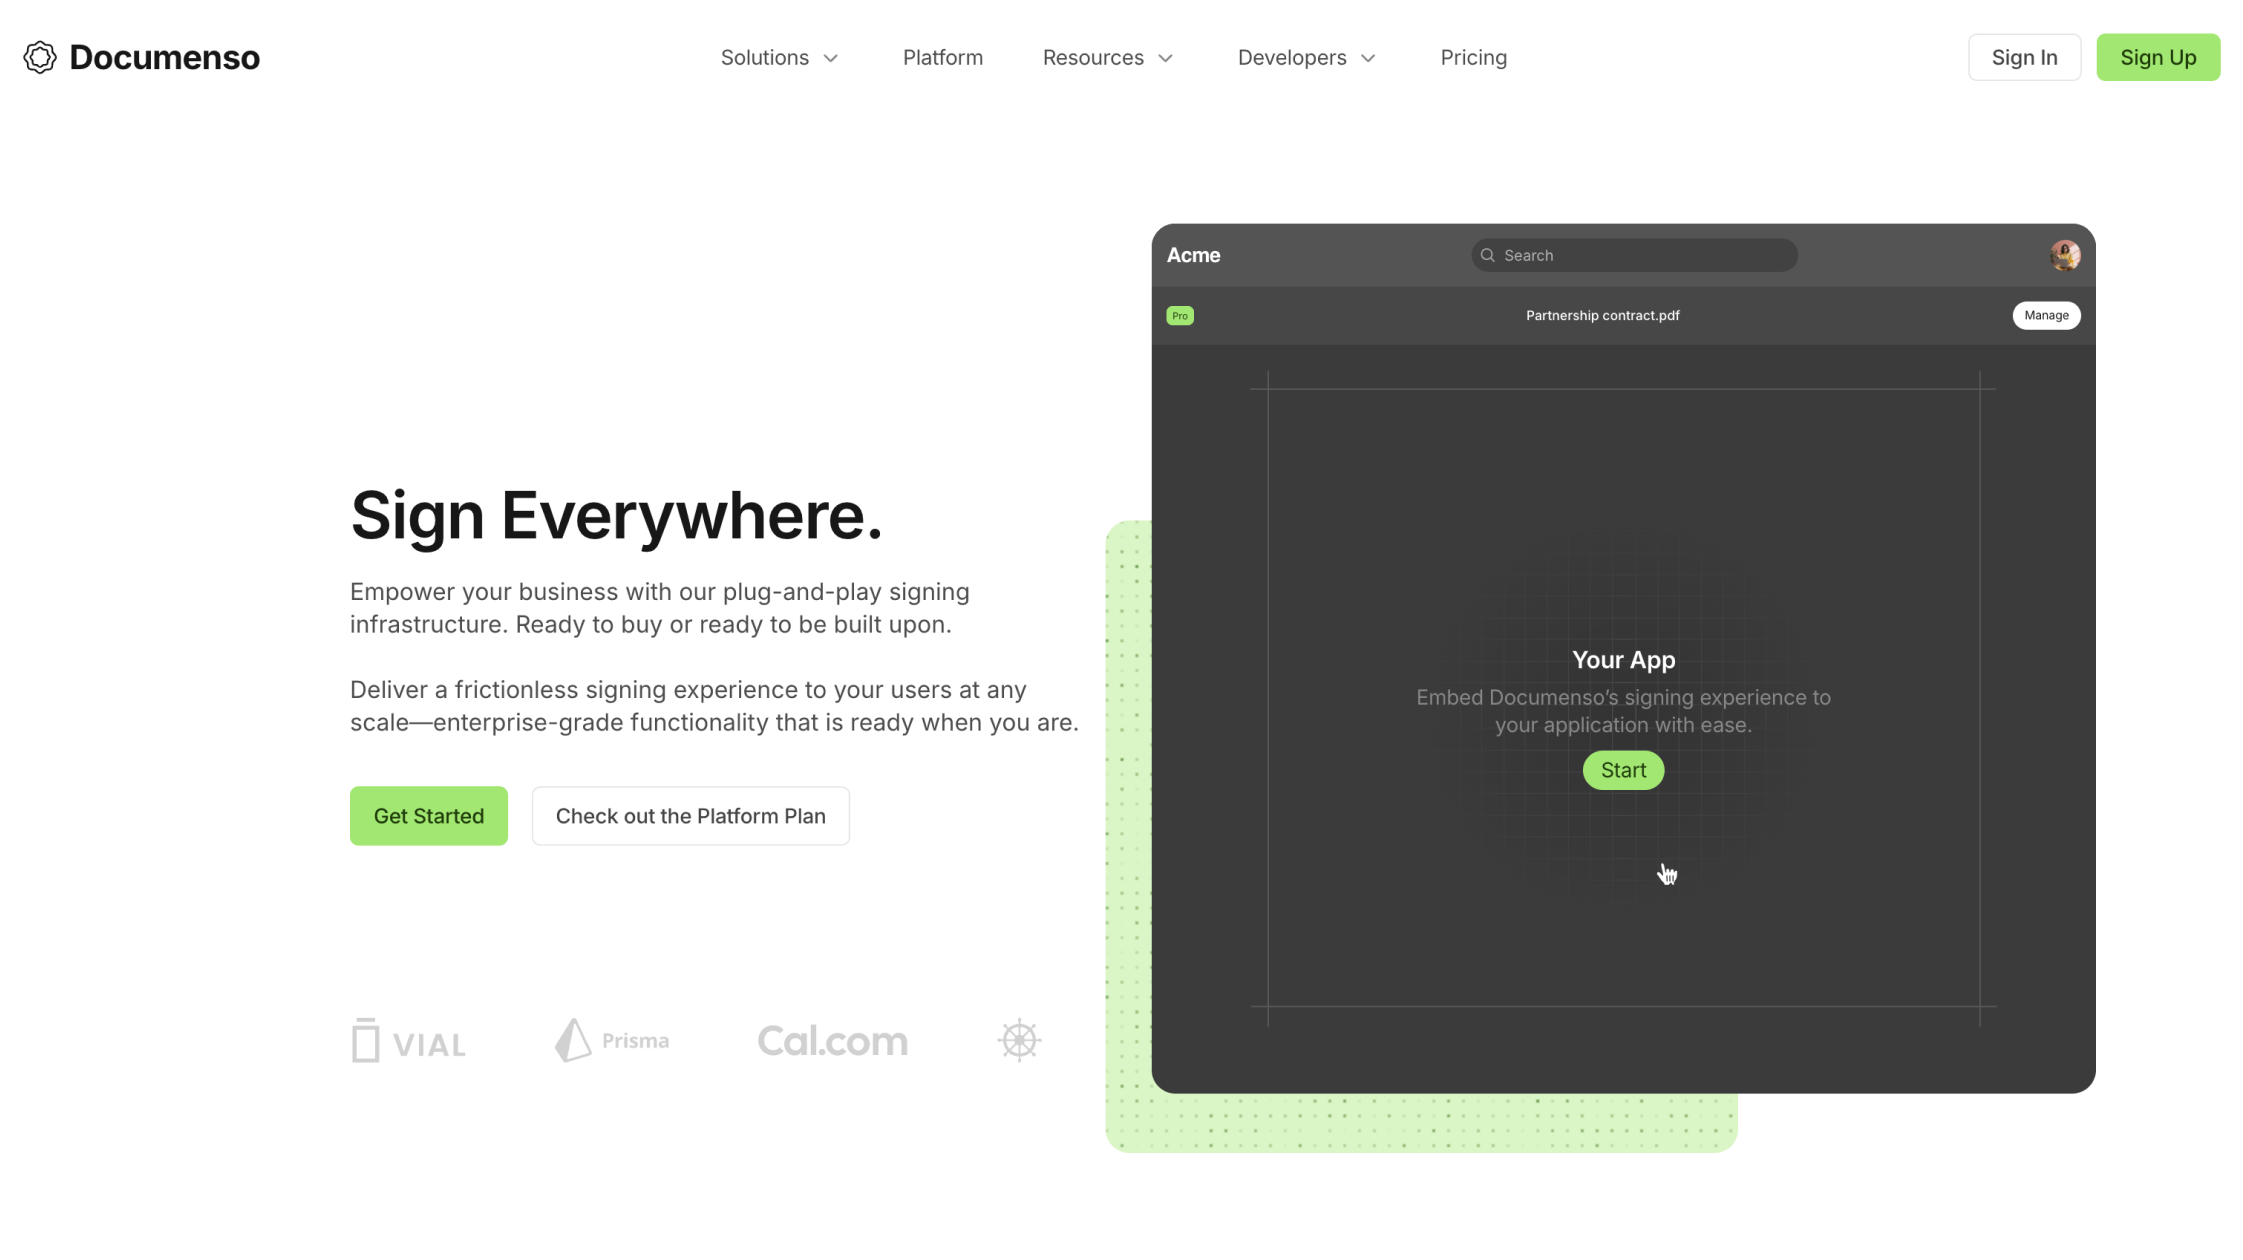 Documenso
Solutions
Platform
Resources
Developers
Pricing
Sign In
Sign Up
Sign Everywhere.
Empower your business with our plug-and-play signing
infrastructure. Ready to buy or ready to be built upon.
Deliver a frictionless signing experience to your users at any
scale—enterprise-grade functionality that is ready when you are.
Get Started
Check out the Platform Plan
VIAL
Prisma
Cal.com
Acme
Search
Pro
Partnership contract.pdf
Manage
Your App
Embed Documenso’s signing experience to
your application with ease.
Start